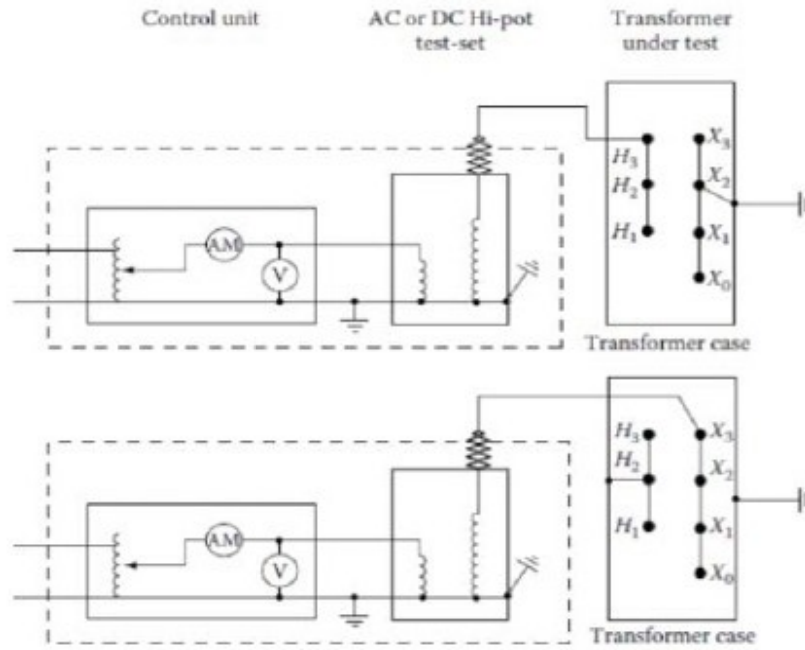 Control unit
AC or DC Hi-pot
test-set
Transformer
under test
H3
H2
H1
X3
X2
X1
X0
AM
V
Transformer case
H3
H2
H1
X3
X2
X1
X0
AM
V
Transformer case